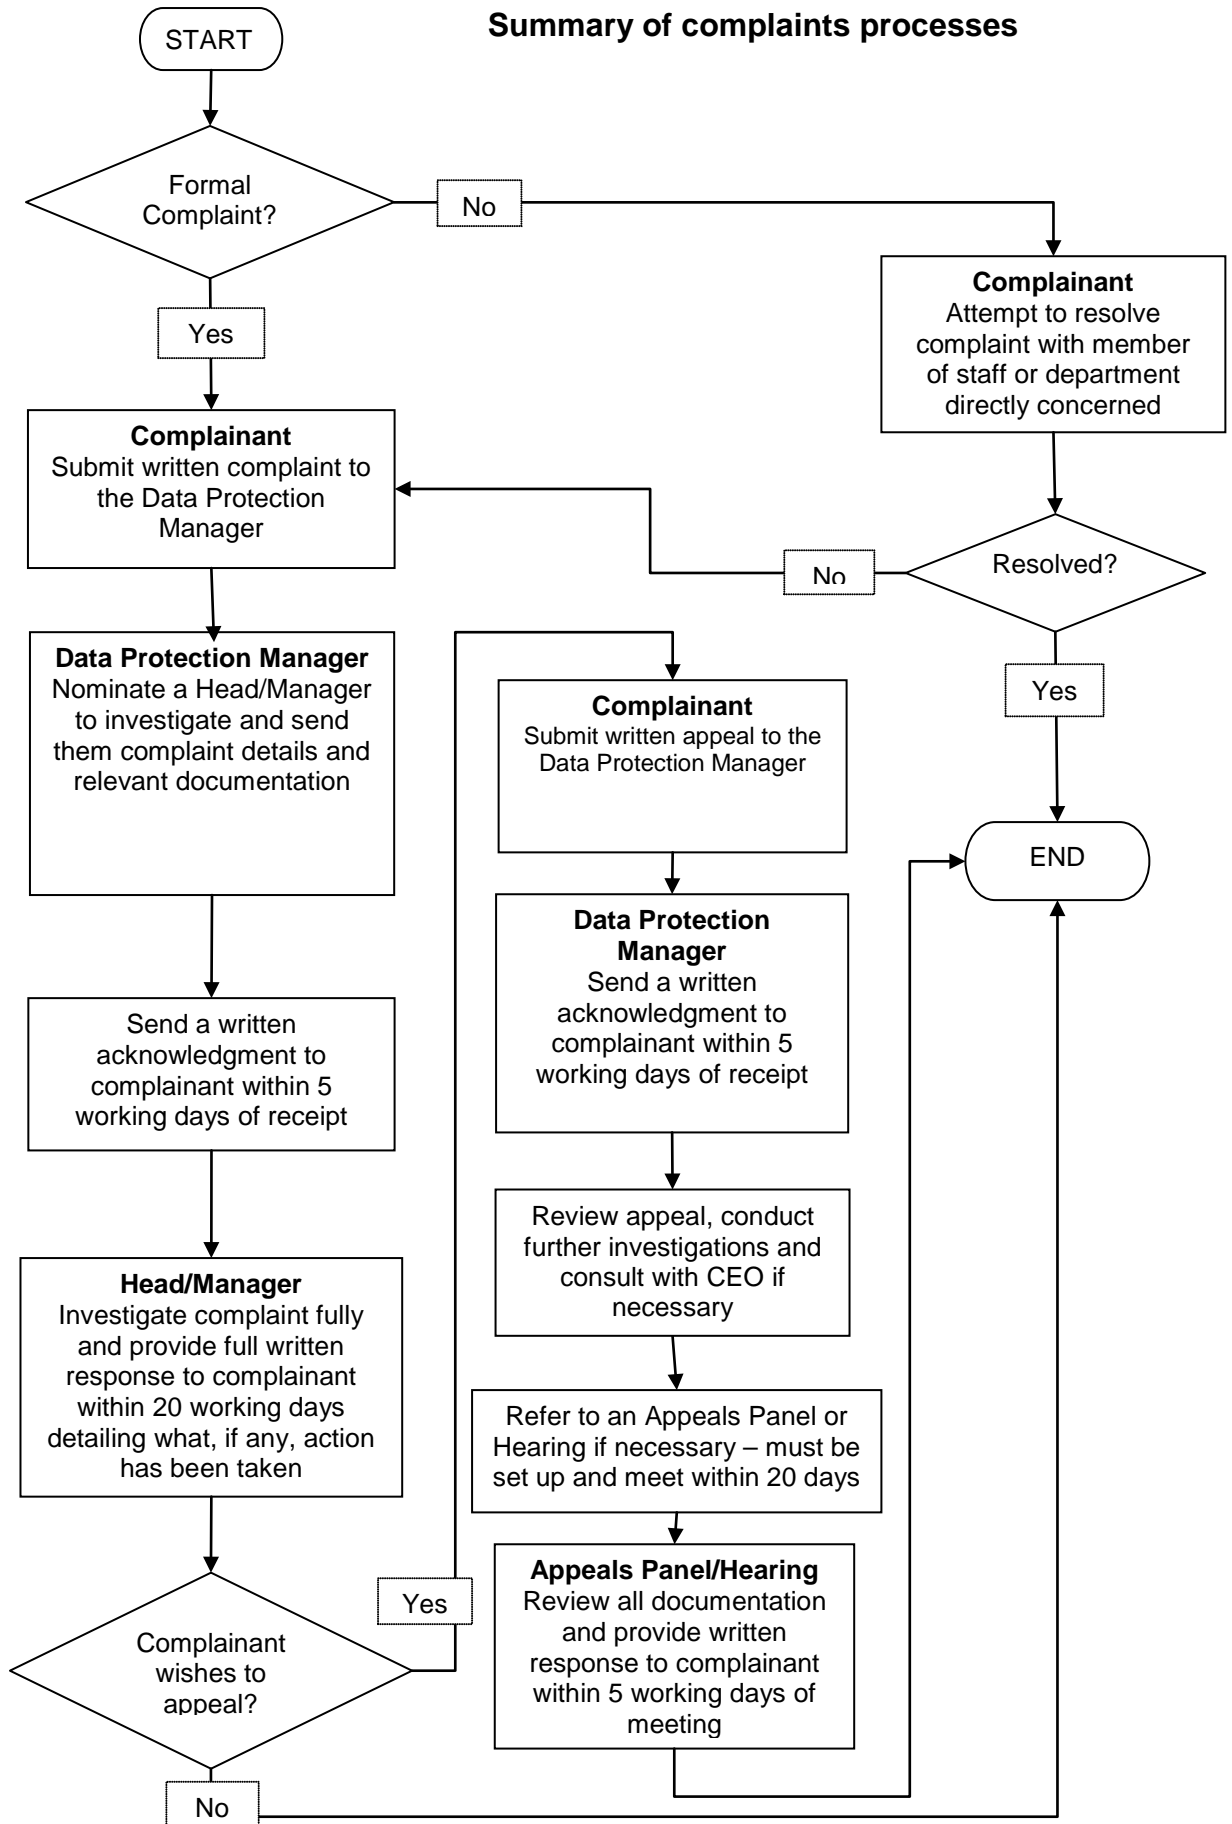 Summary of complaints processes
START
Formal
Complaint?
No
Yes
Complainant
Attempt to resolve
complaint with member
of staff or department
directly concerned
Complainant
Submit written complaint to
the Data Protection
Manager
Resolved?
No
Yes
Data Protection Manager
Nominate a Head/Manager
to investigate and send
them complaint details and
relevant documentation
Complainant
Submit written appeal to the
Data Protection Manager
END
Data Protection
Manager
Send a written
acknowledgment to
complainant within 5
working days of receipt
Send a written
acknowledgment to
complainant within 5
working days of receipt
Review appeal, conduct
further investigations and
consult with CEO if
necessary
Head/Manager
Investigate complaint fully
and provide full written
response to complainant
within 20 working days
detailing what, if any, action
has been taken
Refer to an Appeals Panel or
Hearing if necessary – must be
set up and meet within 20 days
Appeals Panel/Hearing
Review all documentation
and provide written
response to complainant
within 5 working days of
meeting
Yes
Complainant
wishes to
appeal?
No